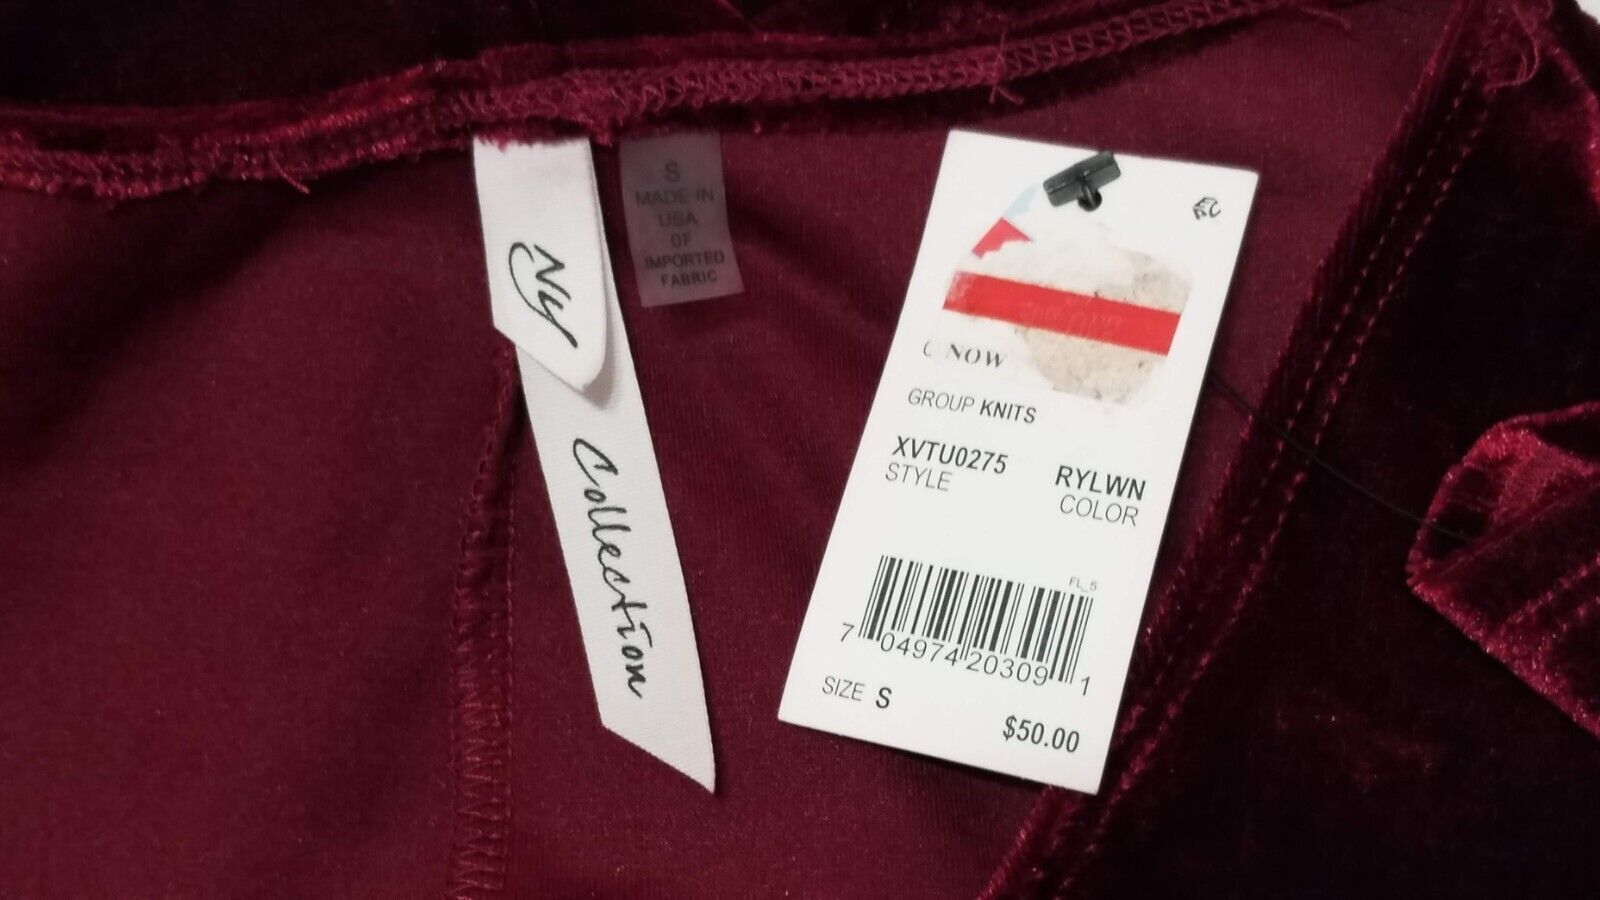 Ny
Collection
S
MADE IN
USA
OF
IMPORTED
FABRIC
NOW
GROUP KNITS
XVTU0275 RYLWN
STYLE COLOR
FL_5
7 04974 20309 1
SIZE S
$50.00